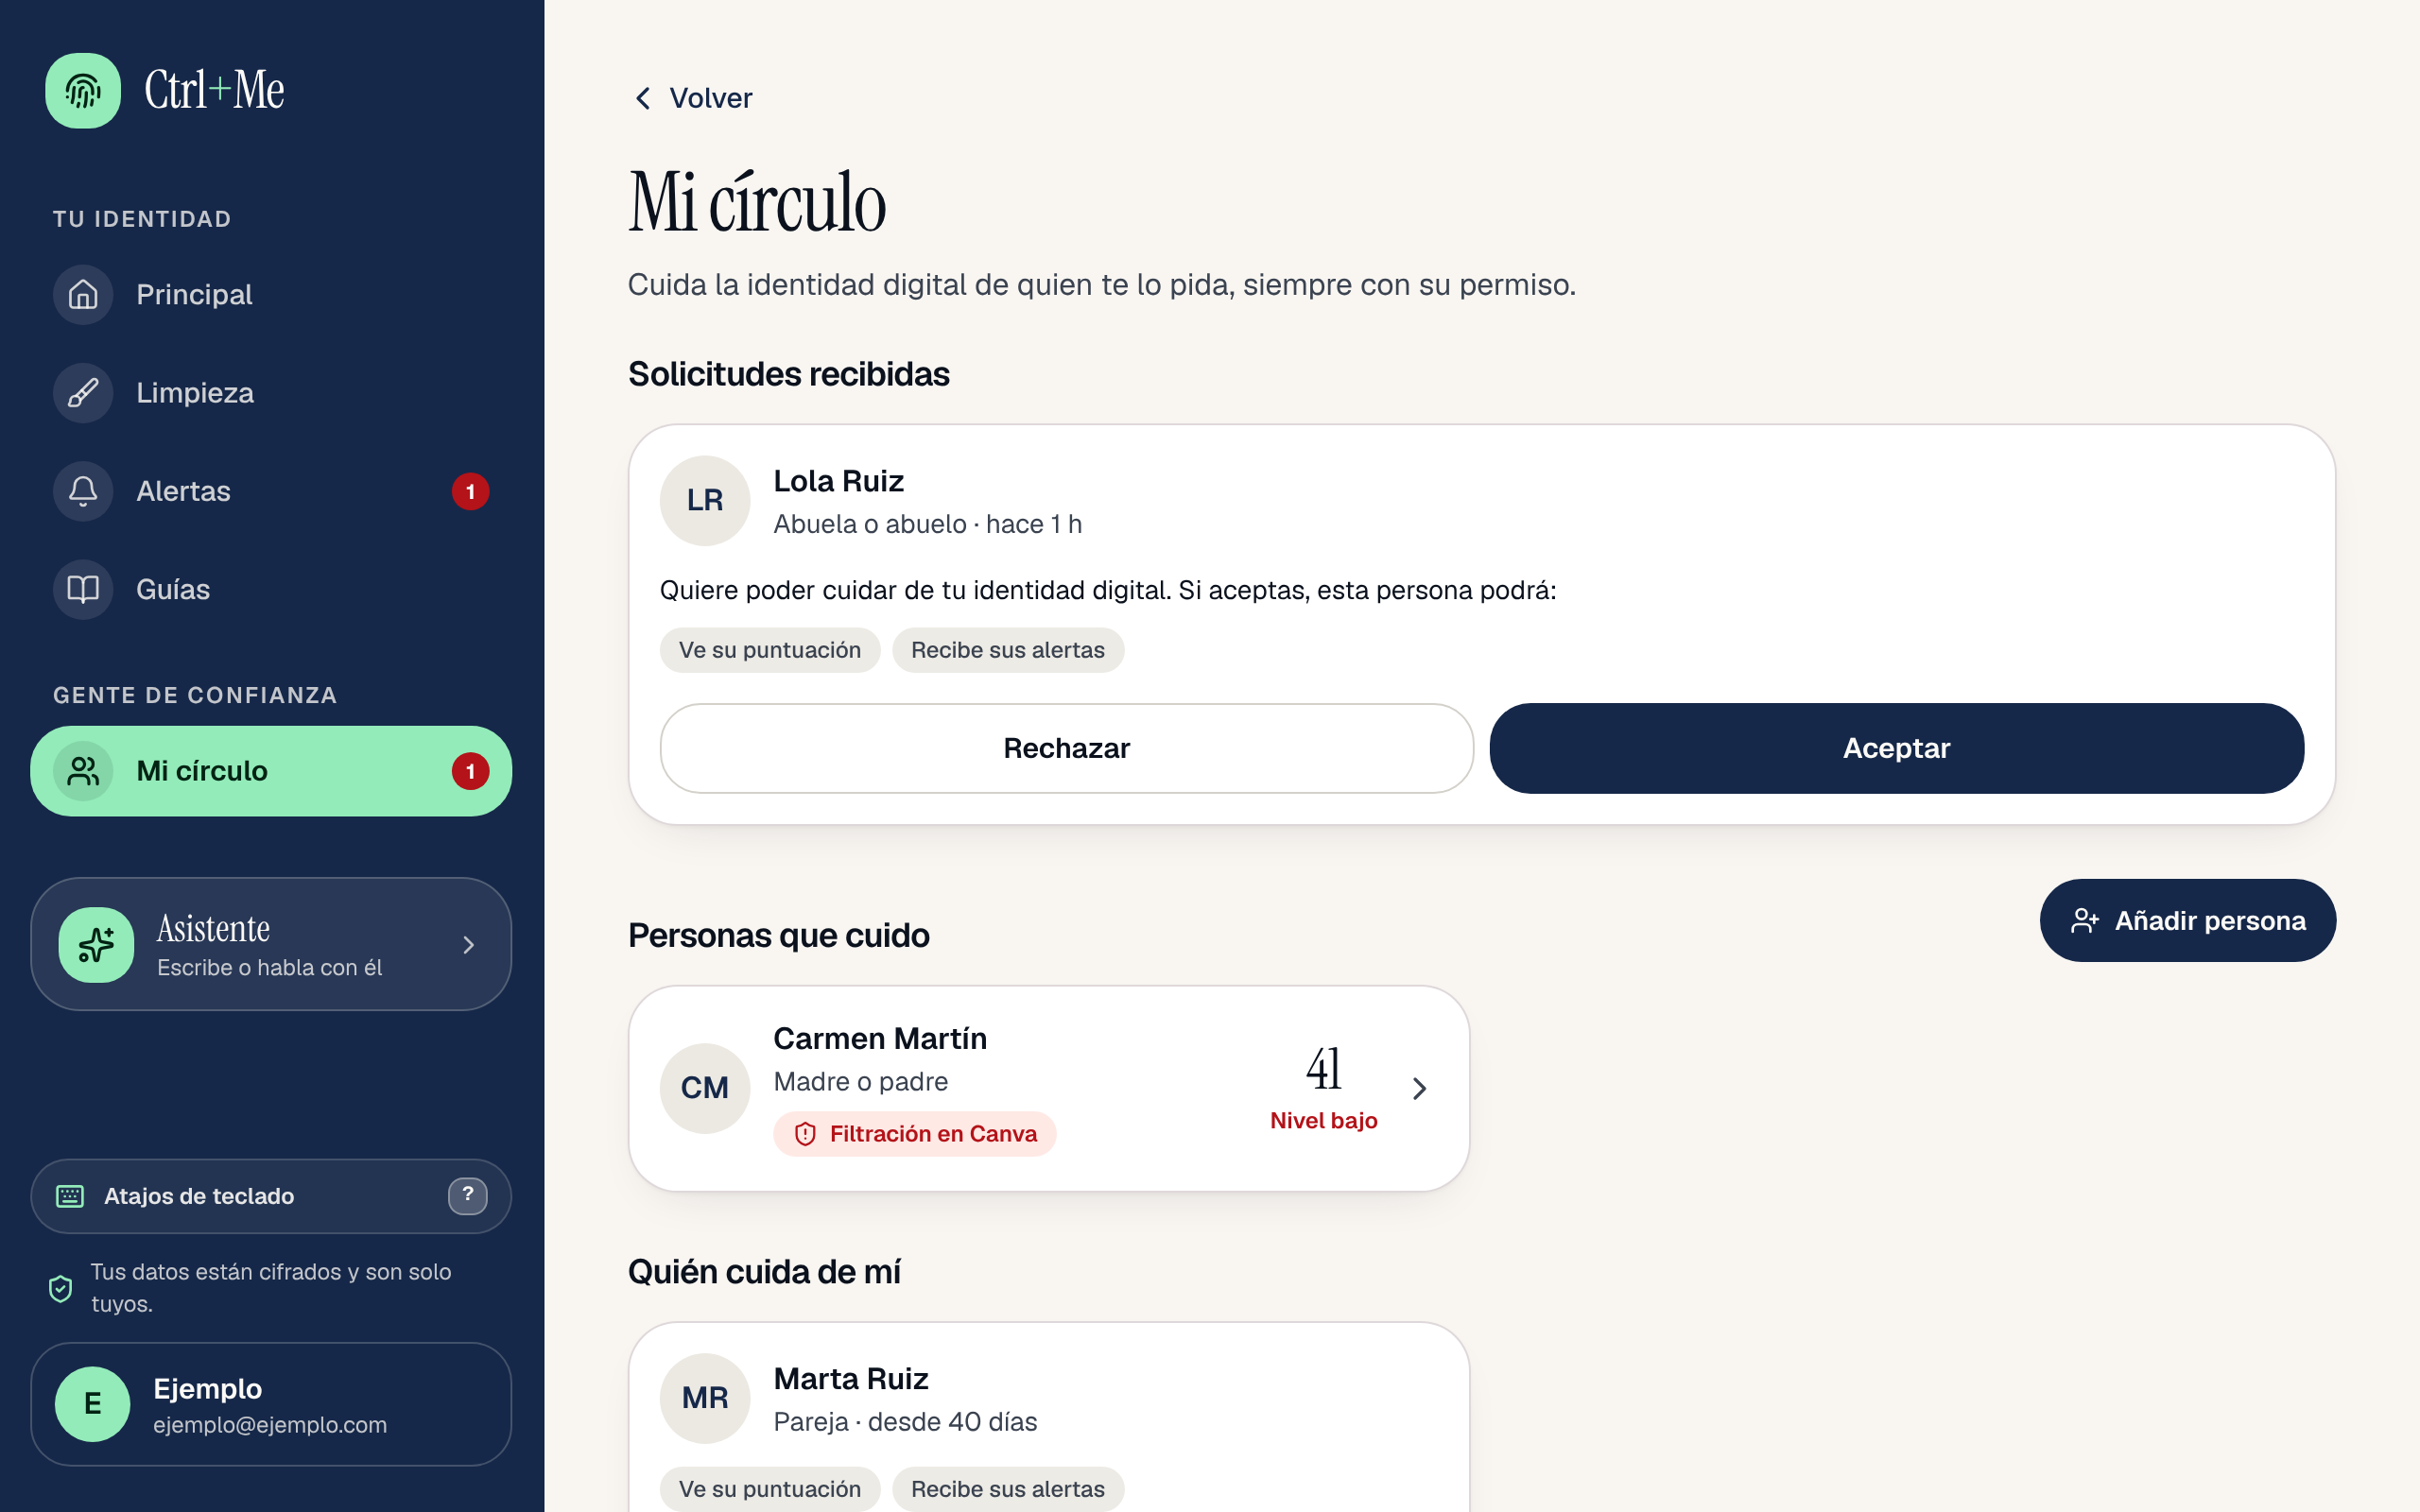 Ctrl+Me
TU IDENTIDAD
Principal
Limpieza
Alertas
1
Guías
GENTE DE CONFIANZA
Mi círculo
1
Asistente
Escribe o habla con él
Atajos de teclado
?
Tus datos están cifrados y son solo
tuyos.
E
Ejemplo
ejemplo@ejemplo.com
Volver
Mi círculo
Cuida la identidad digital de quien te lo pida, siempre con su permiso.
Solicitudes recibidas
LR
Lola Ruiz
Abuela o abuelo · hace 1 h
Quiere poder cuidar de tu identidad digital. Si aceptas, esta persona podrá:
Ve su puntuación
Recibe sus alertas
Rechazar
Aceptar
Personas que cuido
Añadir persona
CM
Carmen Martín
Madre o padre
Filtración en Canva
41
Nivel bajo
Quién cuida de mí
MR
Marta Ruiz
Pareja · desde 40 días
Ve su puntuación
Recibe sus alertas